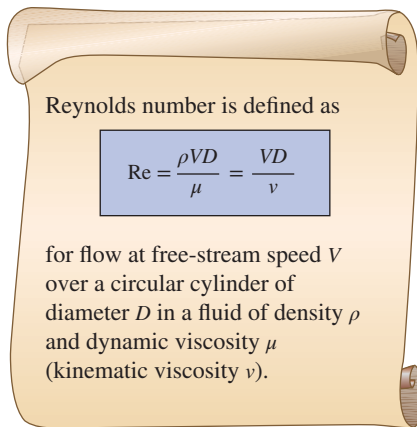 Reynolds number is defined as
Re = ρVD/μ = VD/ν
for flow at free-stream speed V
over a circular cylinder of
diameter D in a fluid of density ρ
and dynamic viscosity μ
(kinematic viscosity ν).